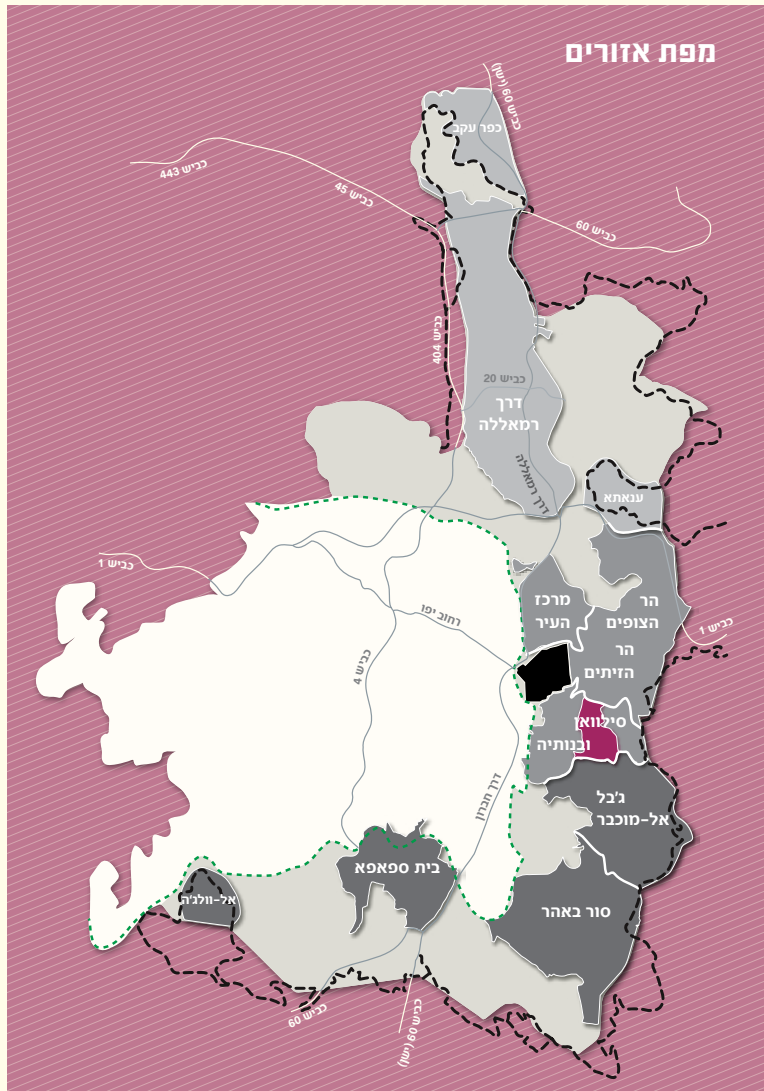 מפת אזורים
כביש 60 (ישן)
כפר עקב
כביש 443
כביש 45
כביש 60
כביש 404
כביש 20
דרך
רמאללה
דרך רמאללה
ענאתא
כביש 1
מרכז
העיר
הר
הצופים
הר
הזיתים
כביש 1
רחוב יפו
כביש 4
סילוואן
ובנותיה
דרך חברון
ג'בל
אל-מוכבר
בית ספאפא
אל-וולג'ה
סור באהר
כביש 60
כביש 60 (ישן)